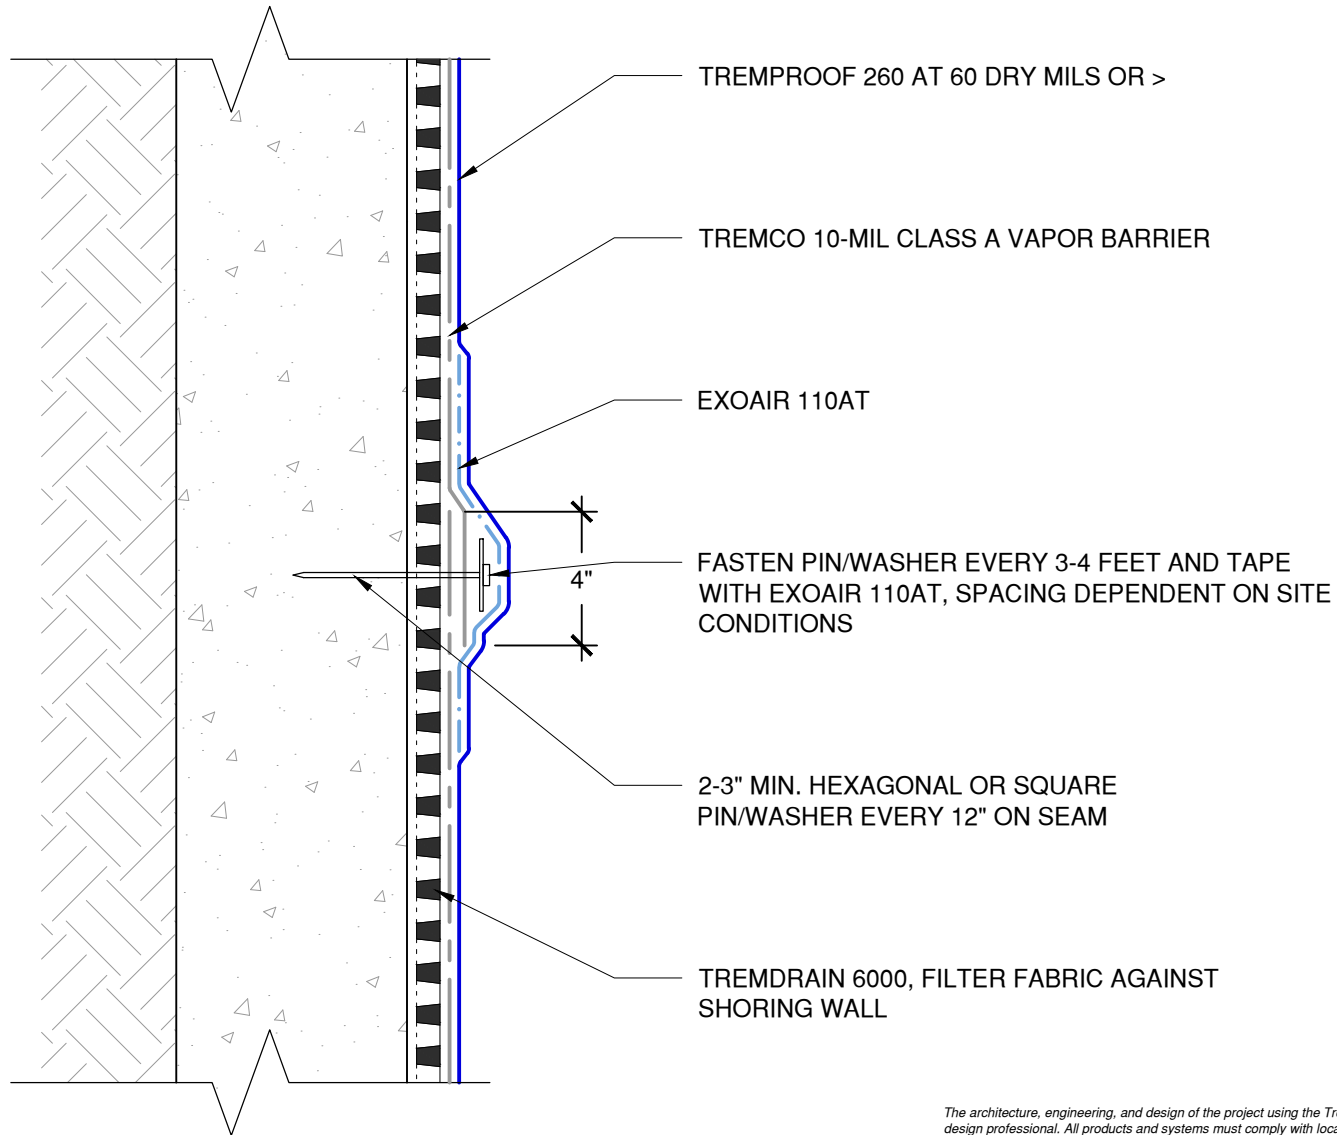 TREMPROOF 260 AT 60 DRY MILS OR >
TREMCO 10-MIL CLASS A VAPOR BARRIER
EXOAIR 110AT
4"
FASTEN PIN/WASHER EVERY 3-4 FEET AND TAPE
WITH EXOAIR 110AT, SPACING DEPENDENT ON SITE
CONDITIONS
2-3" MIN. HEXAGONAL OR SQUARE
PIN/WASHER EVERY 12" ON SEAM
TREMDRAIN 6000, FILTER FABRIC AGAINST
SHORING WALL
The architecture, engineering, and design of the project using the
design professional. All products and systems must comply with